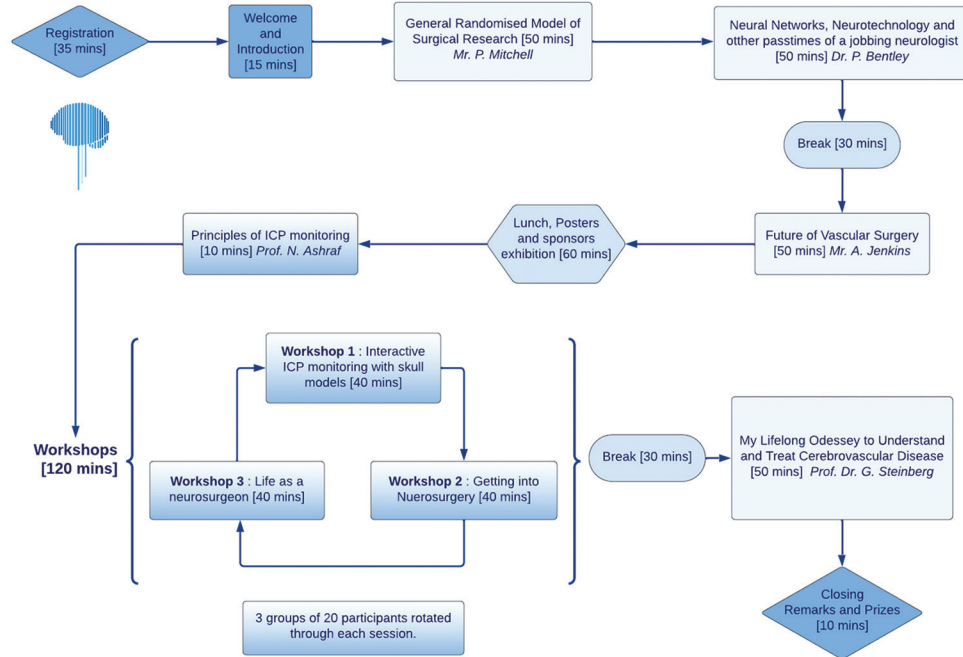 Registration
[35 mins]
Welcome
and
Introduction
[15 mins]
General Randomised Model of
Surgical Research [50 mins]
Mr. P. Mitchell
Neural Networks, Neurotechnology and
otther passtimes of a jobbing neurologist
[50 mins] Dr. P. Bentley
Break [30 mins]
Future of Vascular Surgery
[50 mins] Mr. A. Jenkins
Lunch, Posters
and sponsors
exhibition [60 mins]
Principles of ICP monitoring
[10 mins] Prof. N. Ashraf
Workshops
[120 mins]
Workshop 1 : Interactive
ICP monitoring with skull
models [40 mins]
Workshop 2 : Getting into
Nuerosurgery [40 mins]
Workshop 3 : Life as a
neurosurgeon [40 mins]
3 groups of 20 participants rotated
through each session.
Break [30 mins]
My Lifelong Odessey to Understand
and Treat Cerebrovascular Disease
[50 mins] Prof. Dr. G. Steinberg
Closing
Remarks and Prizes
[10 mins]